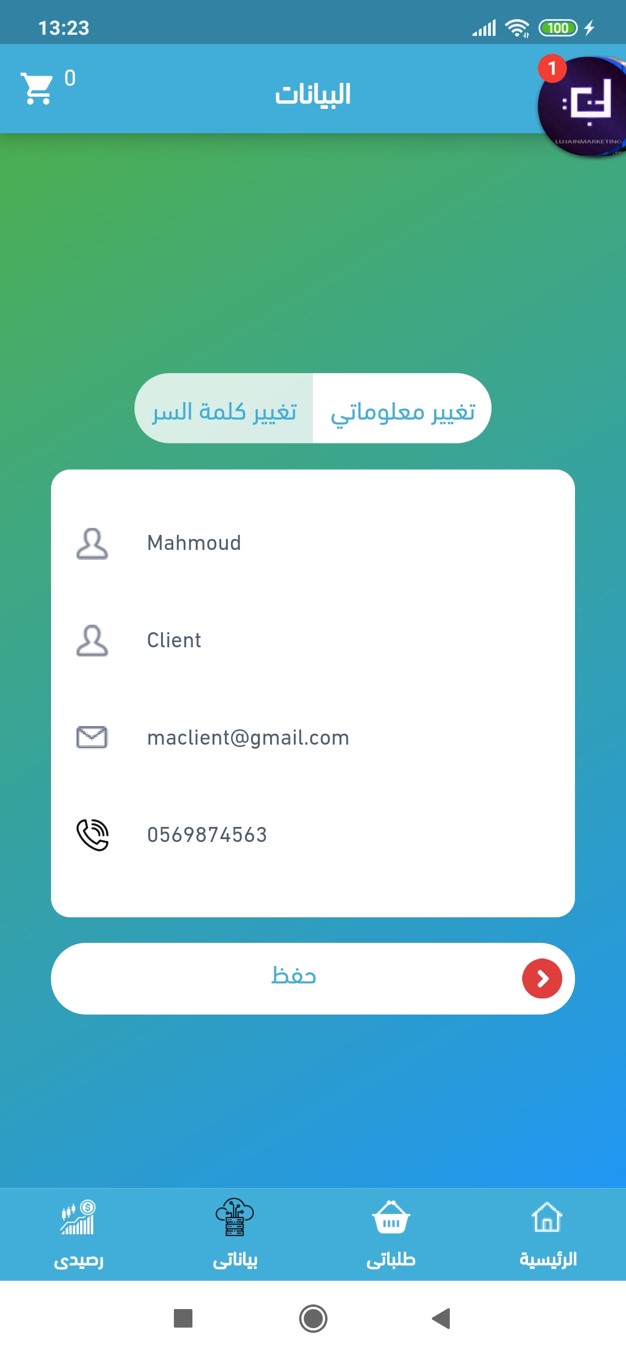 13:23
100
0
البيانات
1
LUJAINMARKETING
تغيير معلوماتي
تغيير كلمة السر
Mahmoud
Client
maclient@gmail.com
0569874563
حفظ
الرئيسية
طلباتى
بياناتى
رصيدى